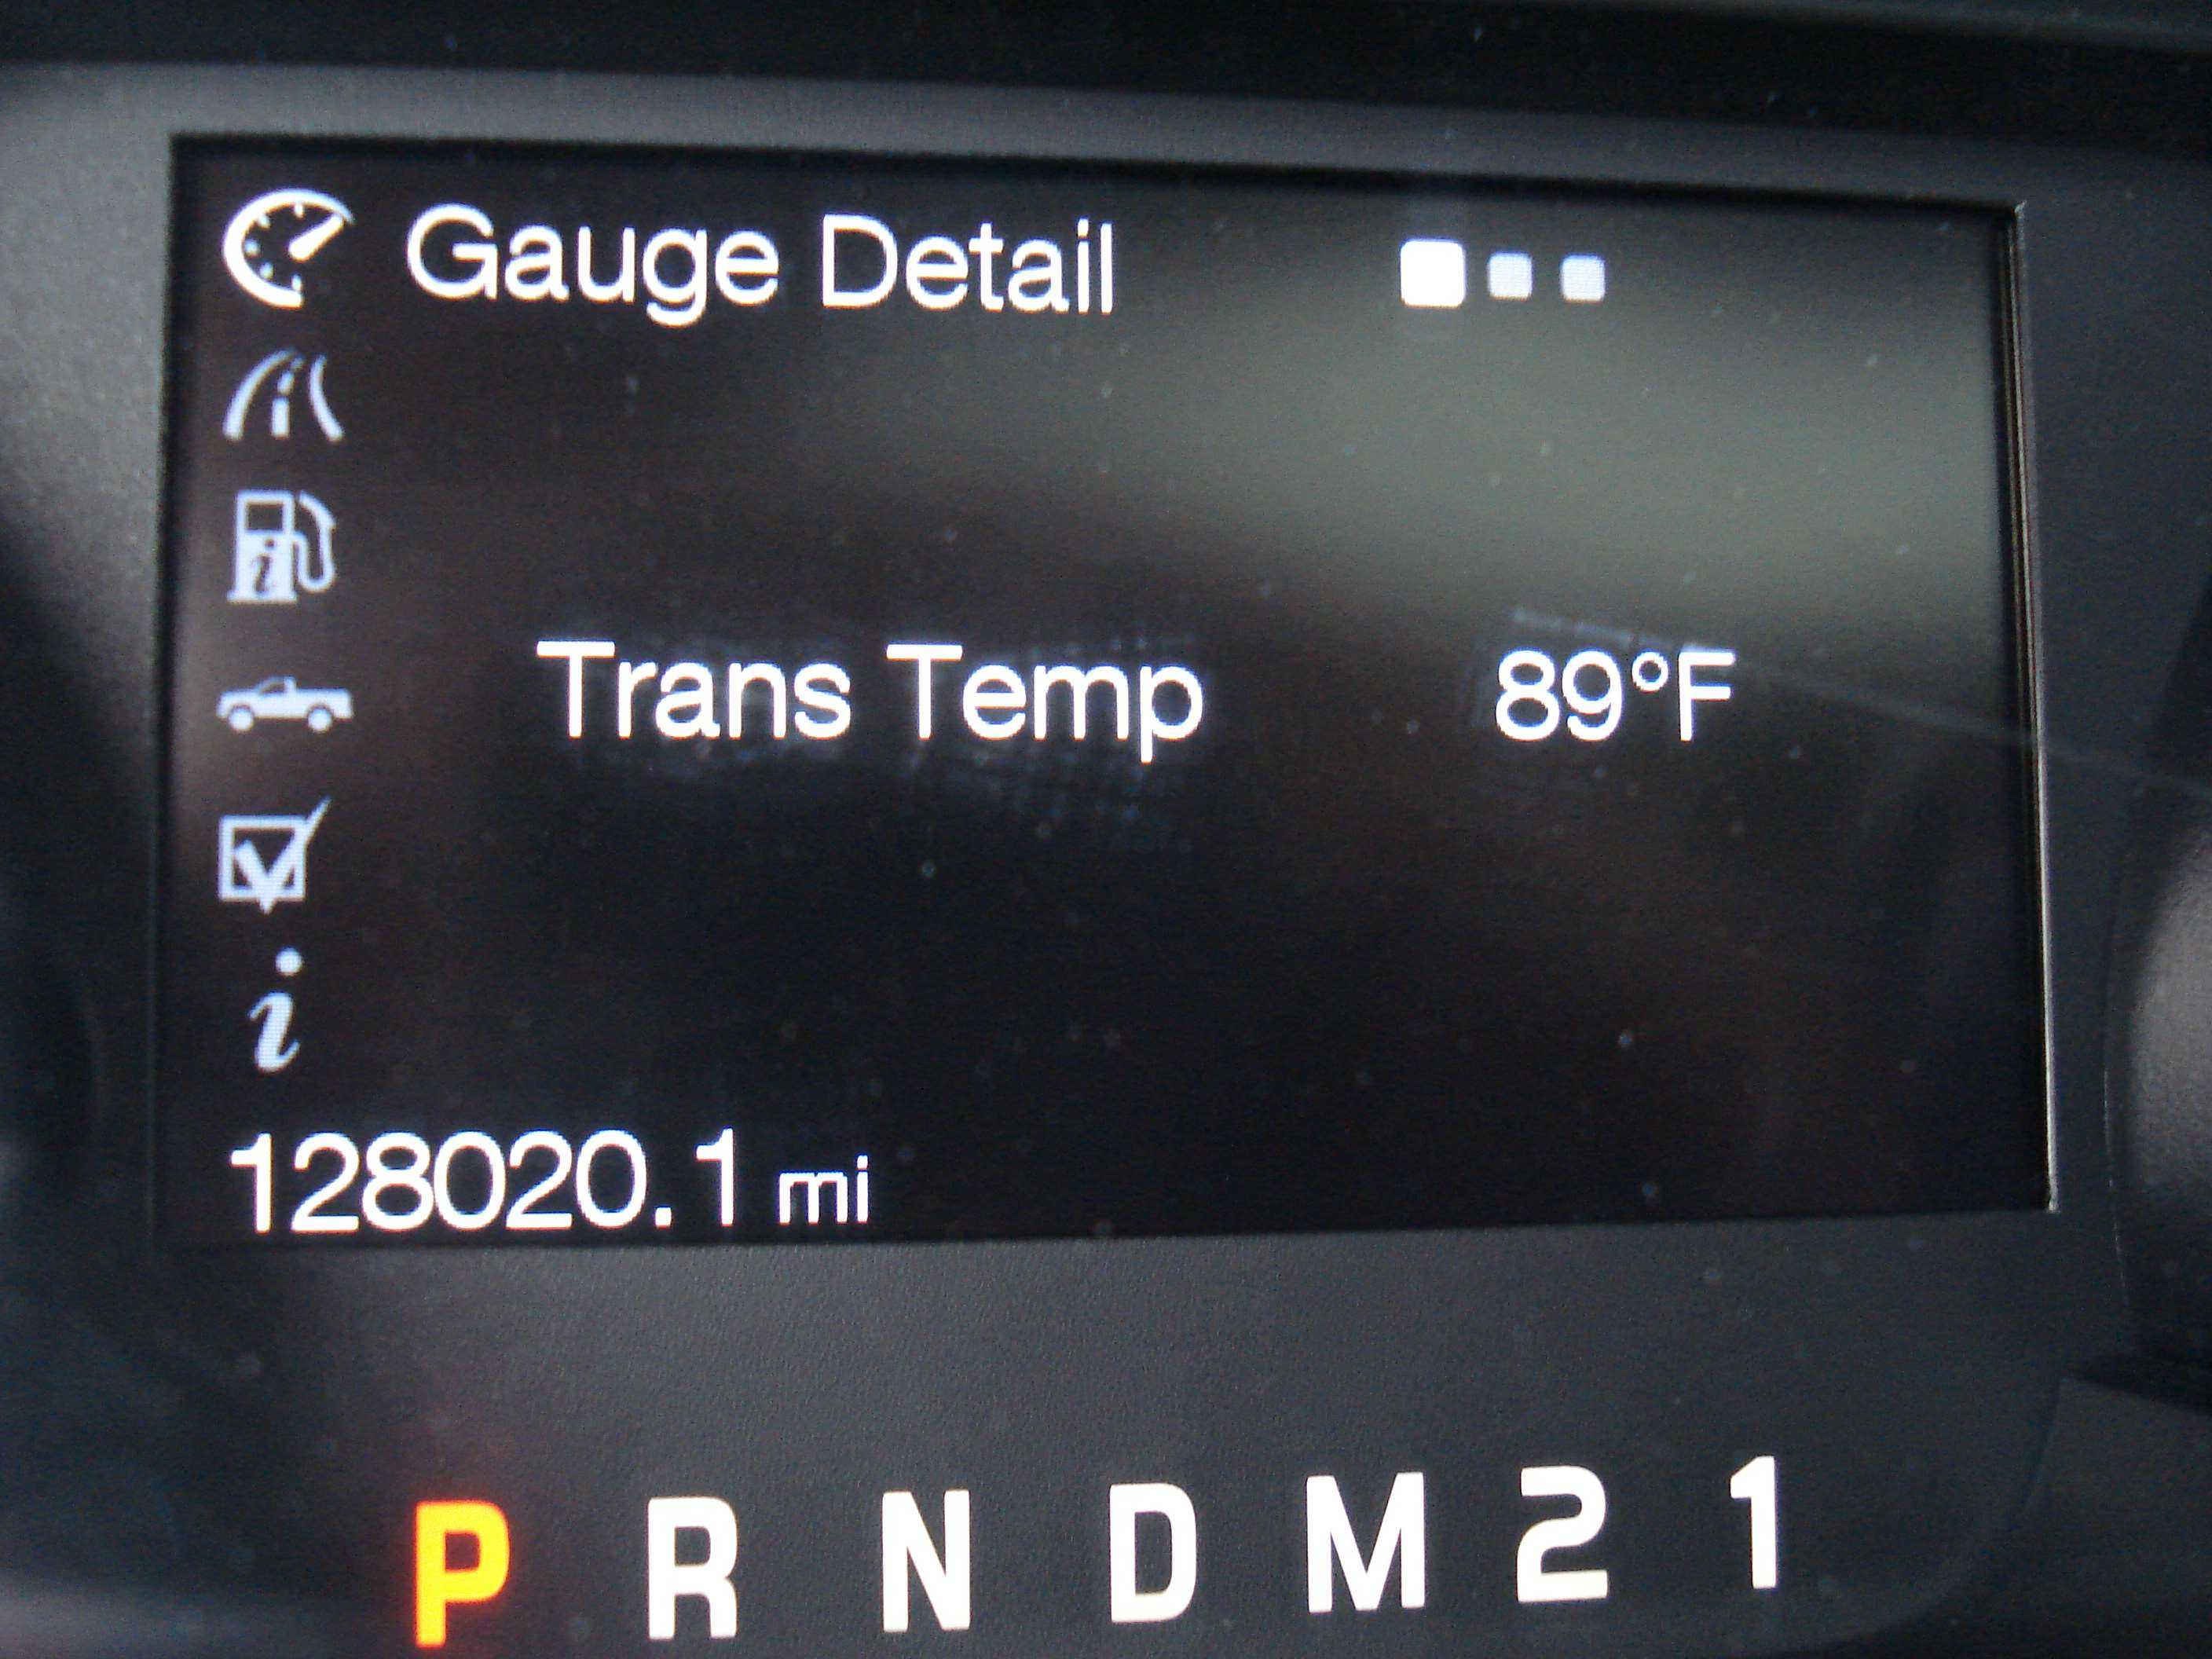 Gauge Detail
Trans Temp 89°F
i
128020.1 mi
P R N D M 2 1